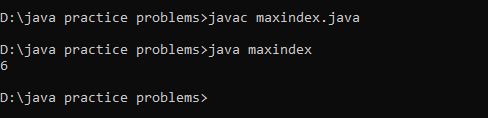 D:\java practice problems>javac maxindex.java
D:\java practice problems>java maxindex
6
D:\java practice problems>